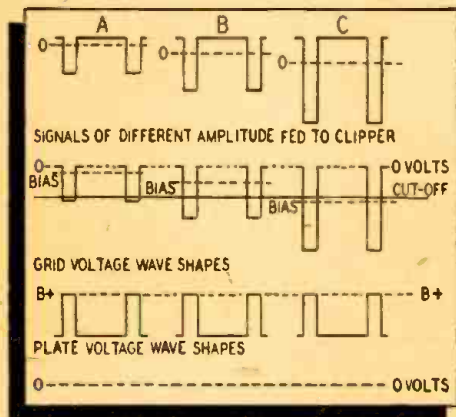 A B C
0 0 0
SIGNALS OF DIFFERENT AMPLITUDE FED TO CLIPPER
0 0 VOLTS
BIAS BIAS BIAS CUT-OFF
GRID VOLTAGE WAVE SHAPES
B+ B+
PLATE VOLTAGE WAVE SHAPES
0 0 VOLTS